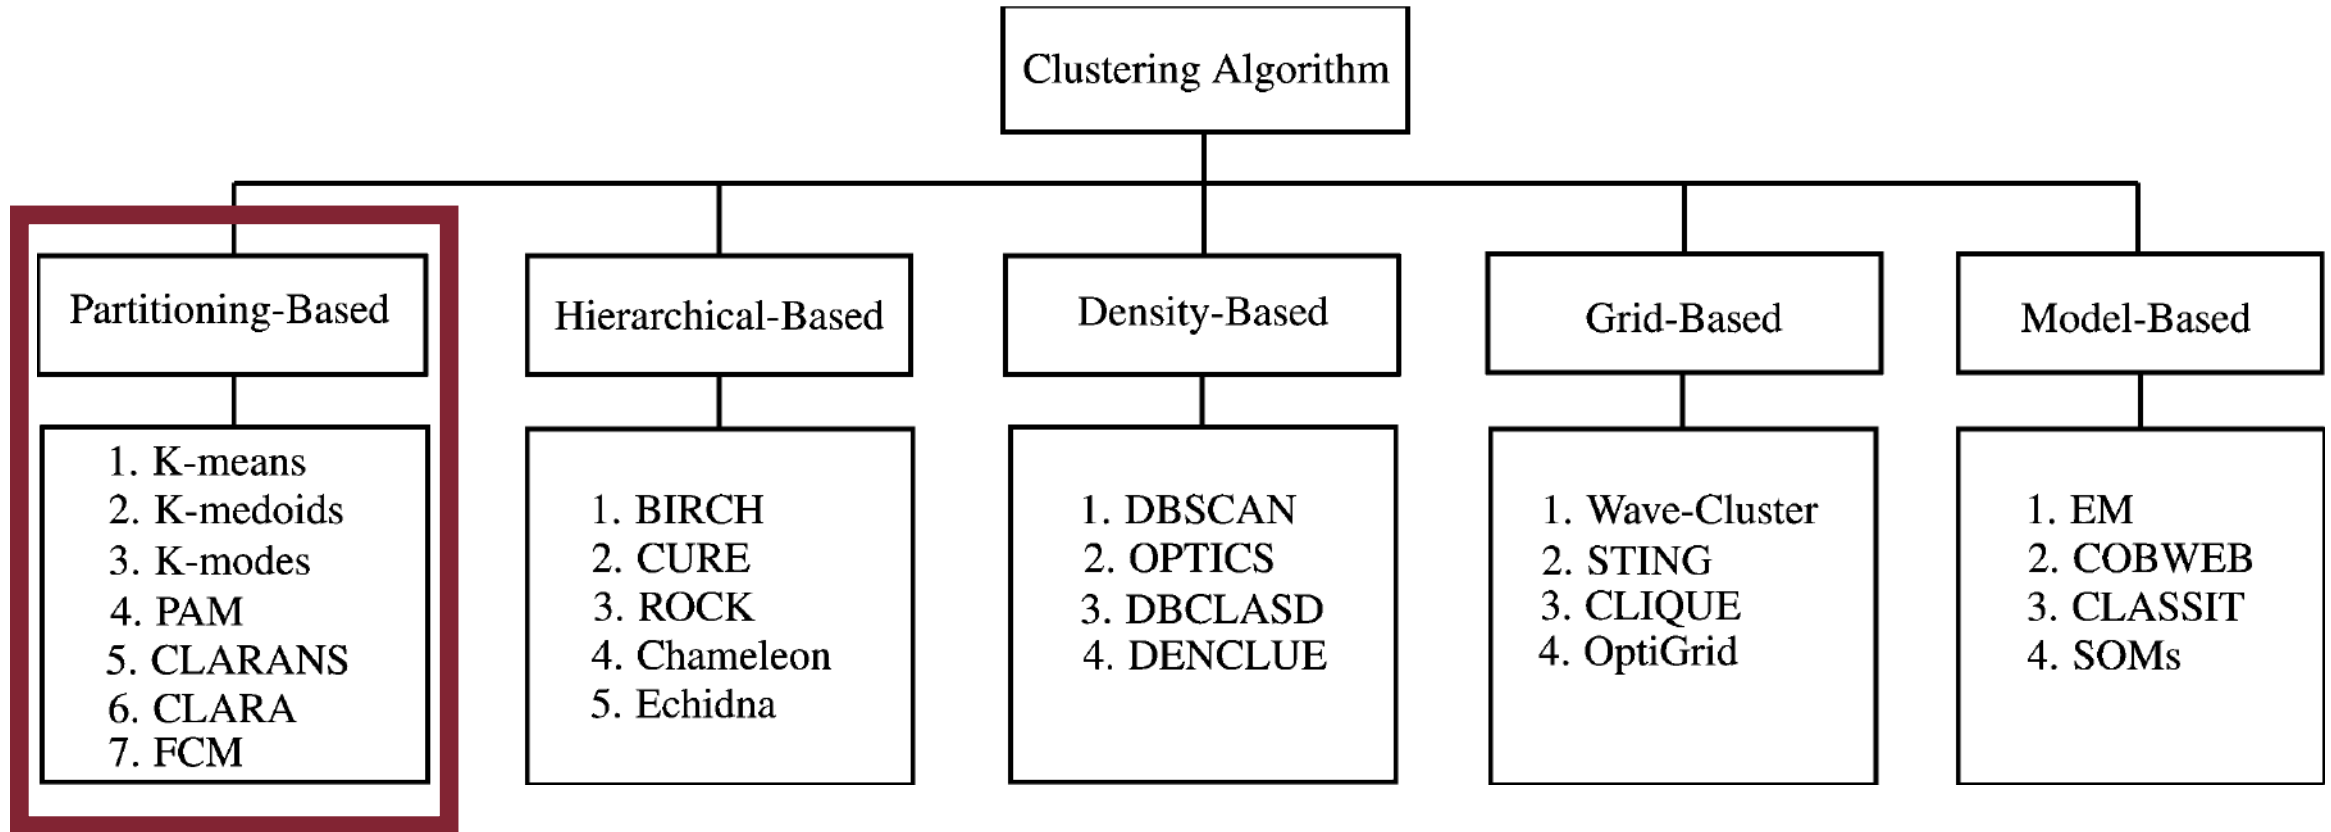 Clustering Algorithm
Partitioning-Based
Hierarchical-Based
Density-Based
Grid-Based
Model-Based
1. K-means
2. K-medoids
3. K-modes
4. PAM
5. CLARANS
6. CLARA
7. FCM
1. BIRCH
2. CURE
3. ROCK
4. Chameleon
5. Echidna
1. DBSCAN
2. OPTICS
3. DBCLASD
4. DENCLUE
1. Wave-Cluster
2. STING
3. CLIQUE
4. OptiGrid
1. EM
2. COBWEB
3. CLASSIT
4. SOMs